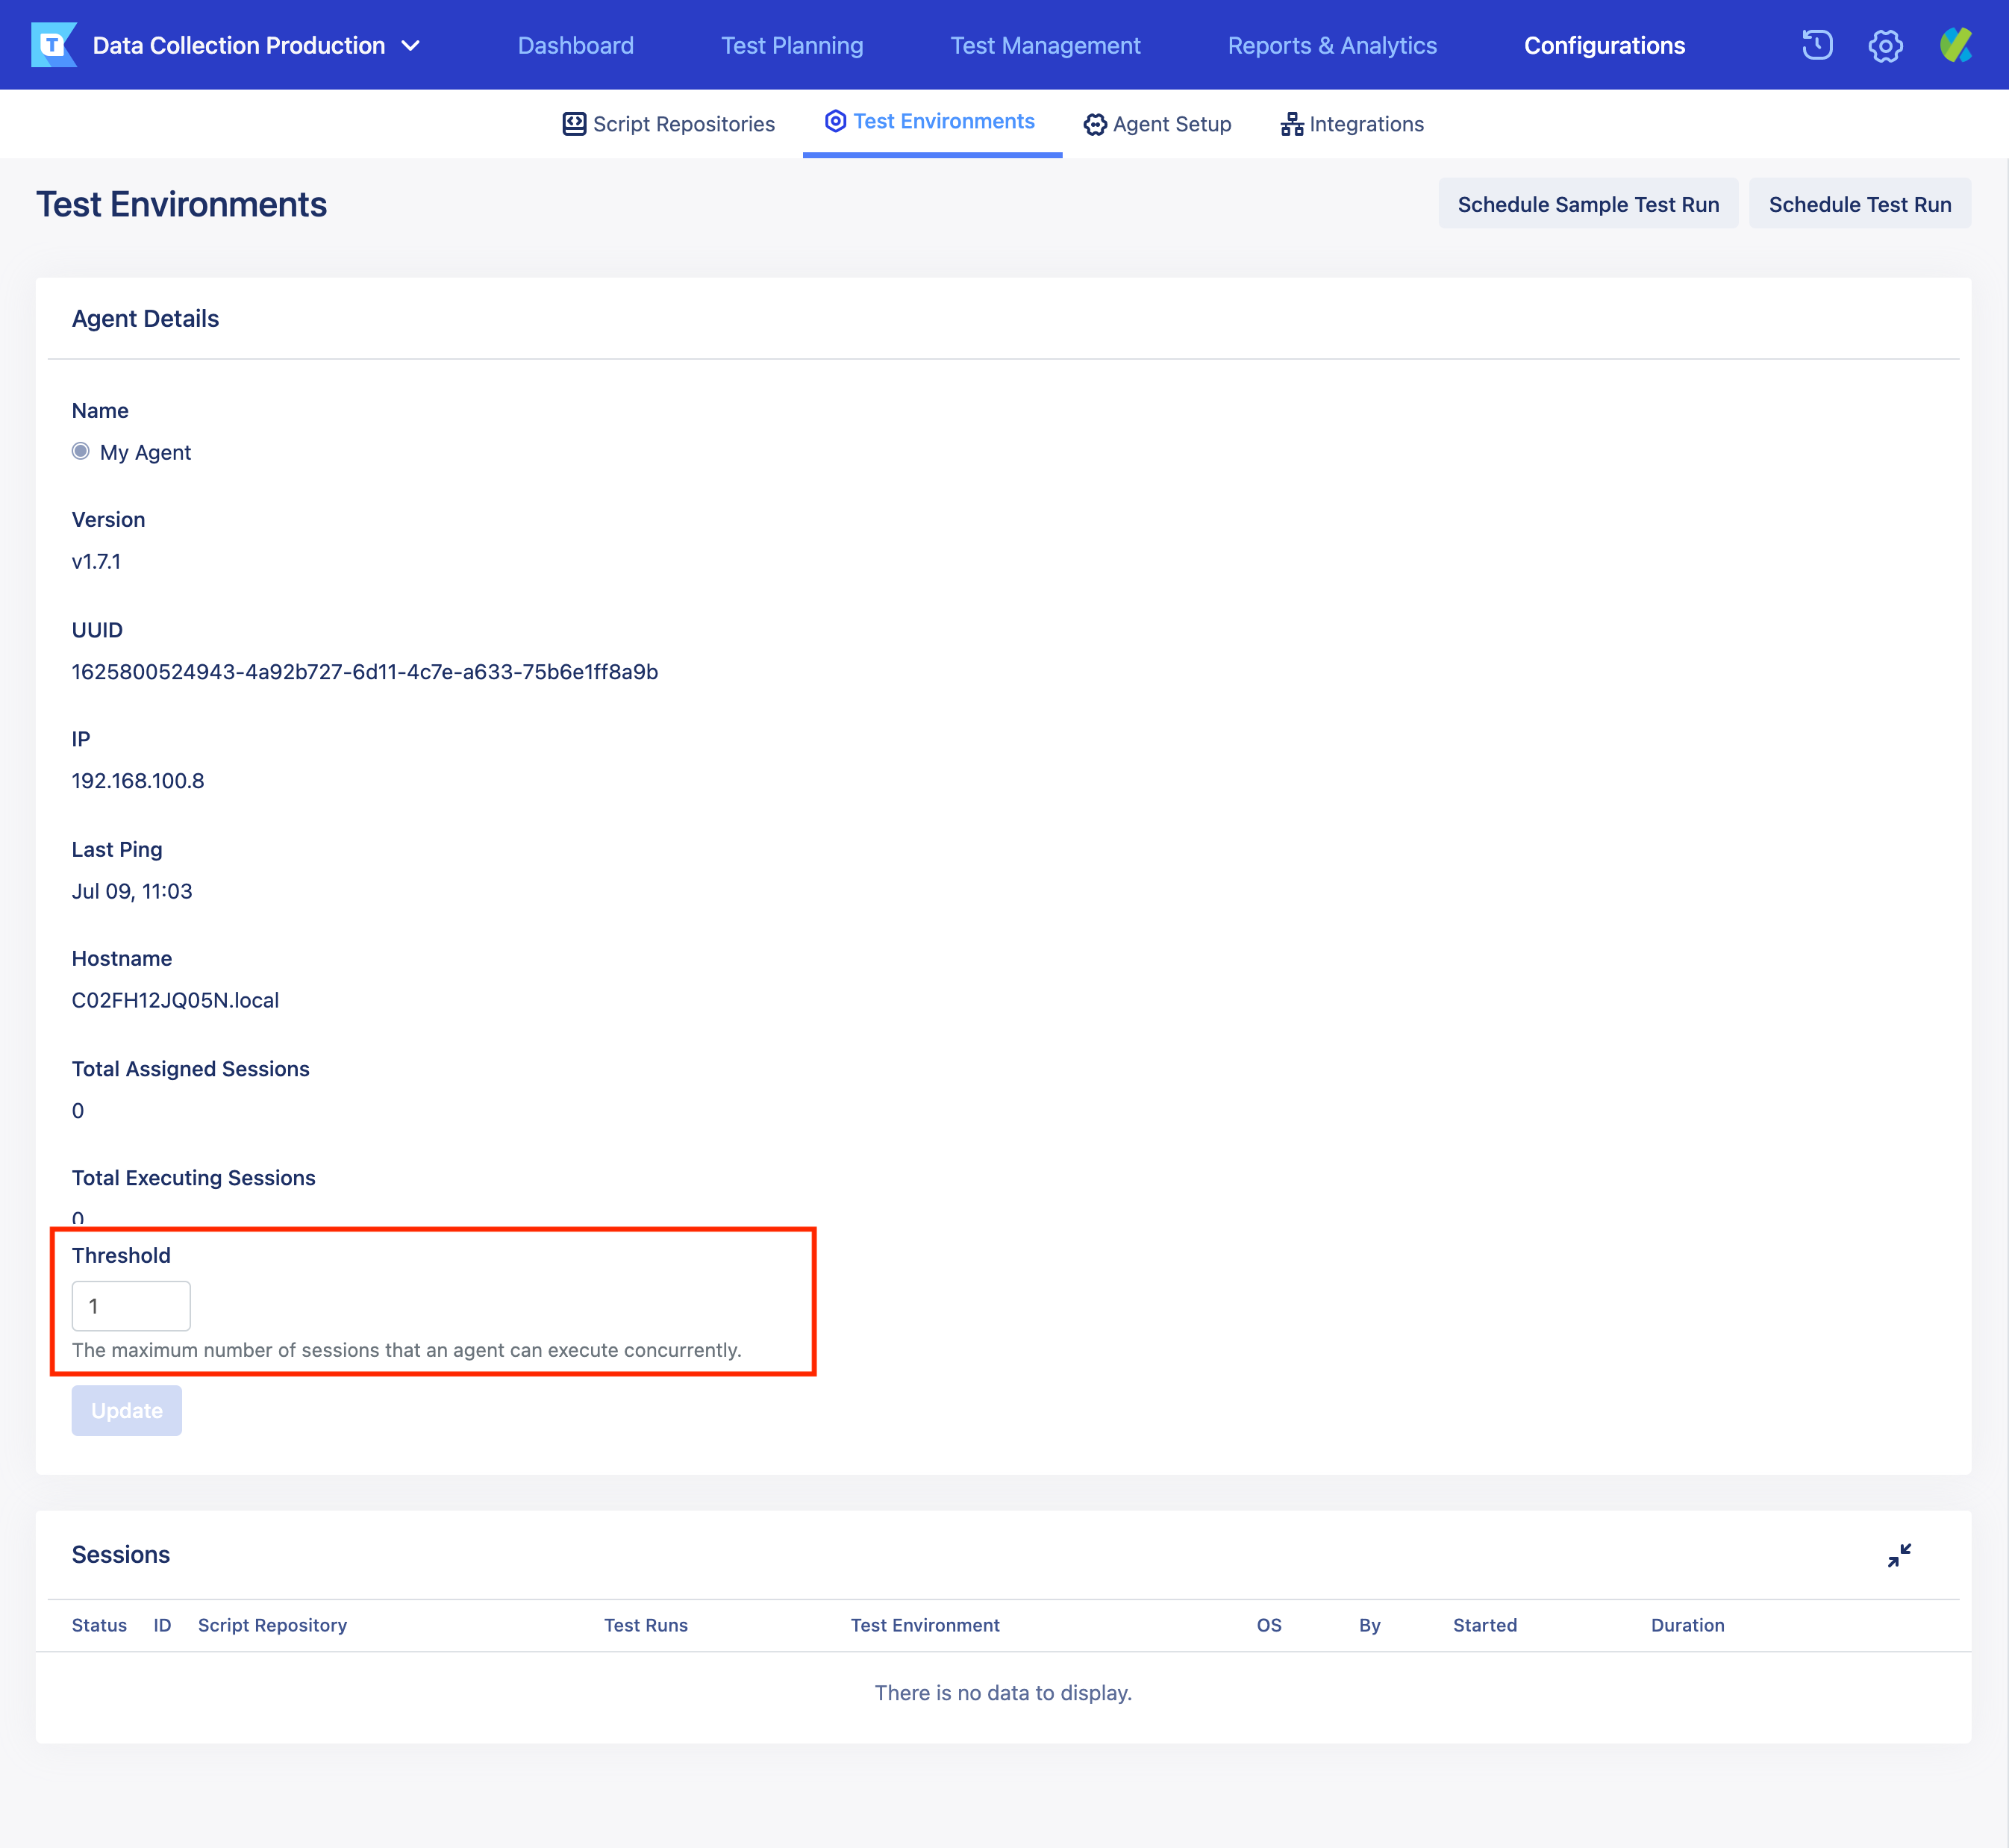 T Data Collection Production Dashboard Test Planning Test Management Reports & Analytics Configurations
Script Repositories Test Environments Agent Setup Integrations
Test Environments Schedule Sample Test Run Schedule Test Run
Agent Details
Name
My Agent
Version
v1.7.1
UUID
1625800524943-4a92b727-6d11-4c7e-a633-75b6e1ff8a9b
IP
192.168.100.8
Last Ping
Jul 09, 11:03
Hostname
C02FH12JQ05N.local
Total Assigned Sessions
0
Total Executing Sessions
0
Threshold
1
The maximum number of sessions that an agent can execute concurrently.
Update
Sessions
Status ID Script Repository Test Runs Test Environment OS By Started Duration
There is no data to display.